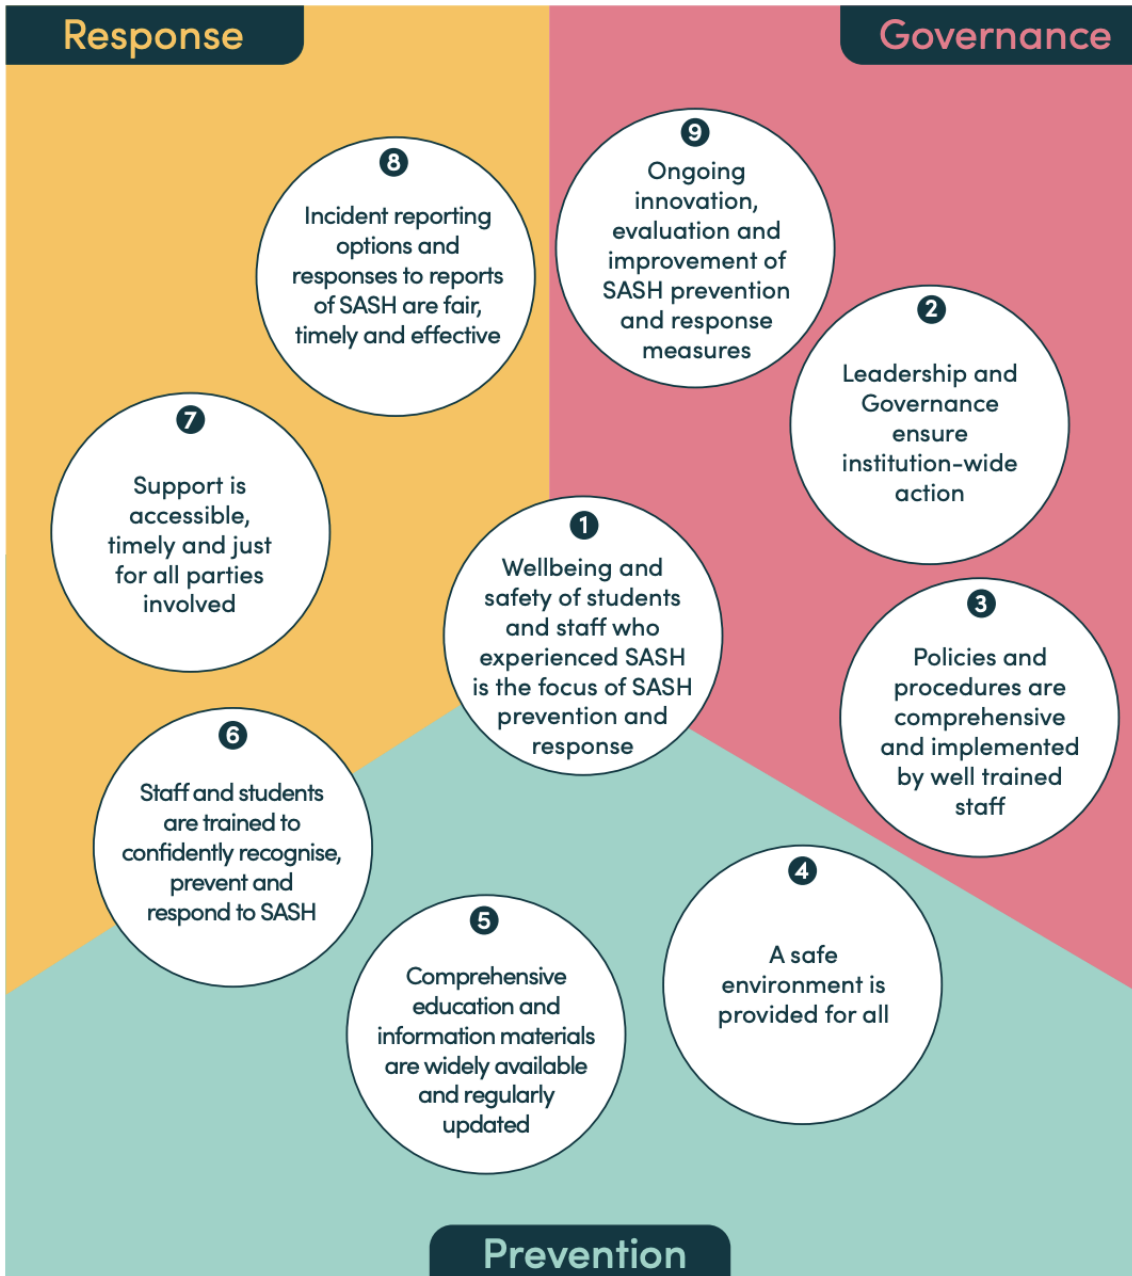 Response
Governance
8
Incident reporting
options and
responses to reports
of SASH are fair,
timely and effective
9
Ongoing
innovation,
evaluation and
improvement of
SASH prevention
and response
measures
2
Leadership and
Governance
ensure
institution-wide
action
7
Support is
accessible,
timely and just
for all parties
involved
1
Wellbeing and
safety of students
and staff who
experienced SASH
is the focus of SASH
prevention and
response
3
Policies and
procedures are
comprehensive
and implemented
by well trained
staff
6
Staff and students
are trained to
confidently recognise,
prevent and
respond to SASH
5
Comprehensive
education and
information materials
are widely available
and regularly
updated
4
A safe
environment is
provided for all
Prevention